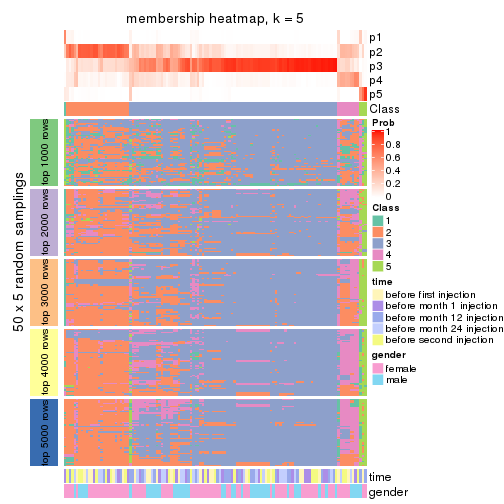 membership heatmap, k = 5
p1
p2
p3
p4
p5
Class
50 x 5 random samplings
top 1000 rows
top 2000 rows
top 3000 rows
top 4000 rows
top 5000 rows
time
gender
Prob
1
0.8
0.6
0.4
0.2
0
Class
1
2
3
4
5
time
before first injection
before month 1 injection
before month 12 injection
before month 24 injection
before second injection
gender
female
male